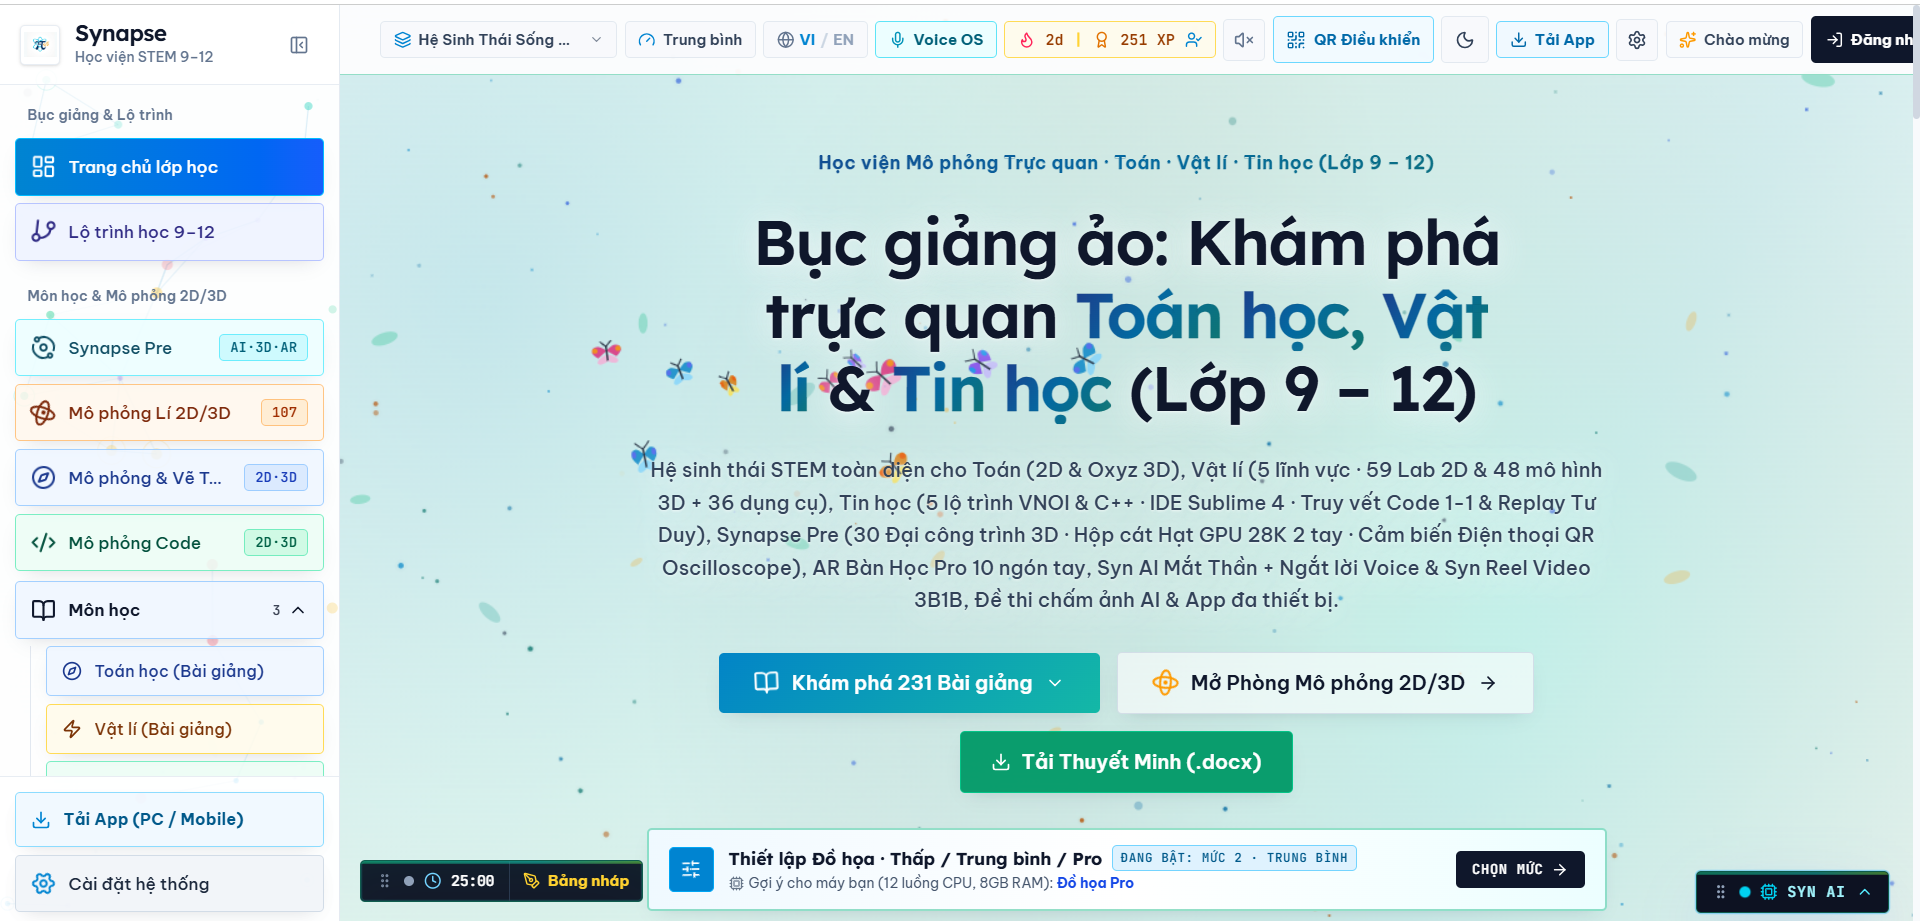 Synapse
Học viện STEM 9–12
Hệ Sinh Thái Sống ...
Trung bình
VI / EN
Voice OS
2d | 251 XP
QR Điều khiển
Tải App
Chào mừng
Đăng nh
Bục giảng & Lộ trình
Trang chủ lớp học
Lộ trình học 9–12
Môn học & Mô phỏng 2D/3D
Synapse Pre AI·3D·AR
Mô phỏng Lí 2D/3D 107
Mô phỏng & Vẽ T... 2D·3D
Mô phỏng Code 2D·3D
Môn học 3
Toán học (Bài giảng)
Vật lí (Bài giảng)
Tải App (PC / Mobile)
Cài đặt hệ thống
Học viện Mô phỏng Trực quan · Toán · Vật lí · Tin học (Lớp 9 – 12)
Bục giảng ảo: Khám phá
trực quan Toán học, Vật
lí & Tin học (Lớp 9 – 12)
Hệ sinh thái STEM toàn diện cho Toán (2D & Oxyz 3D), Vật lí (5 lĩnh vực · 59 Lab 2D & 48 mô hình
3D + 36 dụng cụ), Tin học (5 lộ trình VNOI & C++ · IDE Sublime 4 · Truy vết Code 1-1 & Replay Tư
Duy), Synapse Pre (30 Đại công trình 3D · Hộp cát Hạt GPU 28K 2 tay · Cảm biến Điện thoại QR
Oscilloscope), AR Bàn Học Pro 10 ngón tay, Syn AI Mắt Thần + Ngắt lời Voice & Syn Reel Video
3B1B, Đề thi chấm ảnh AI & App đa thiết bị.
Khám phá 231 Bài giảng
Mở Phòng Mô phỏng 2D/3D
Tải Thuyết Minh (.docx)
Thiết lập Đồ họa · Thấp / Trung bình / Pro ĐANG BẬT: MỨC 2 · TRUNG BÌNH
Gợi ý cho máy bạn (12 luồng CPU, 8GB RAM): Đồ họa Pro
CHỌN MỨC
25:00 Bảng nháp
SYN AI